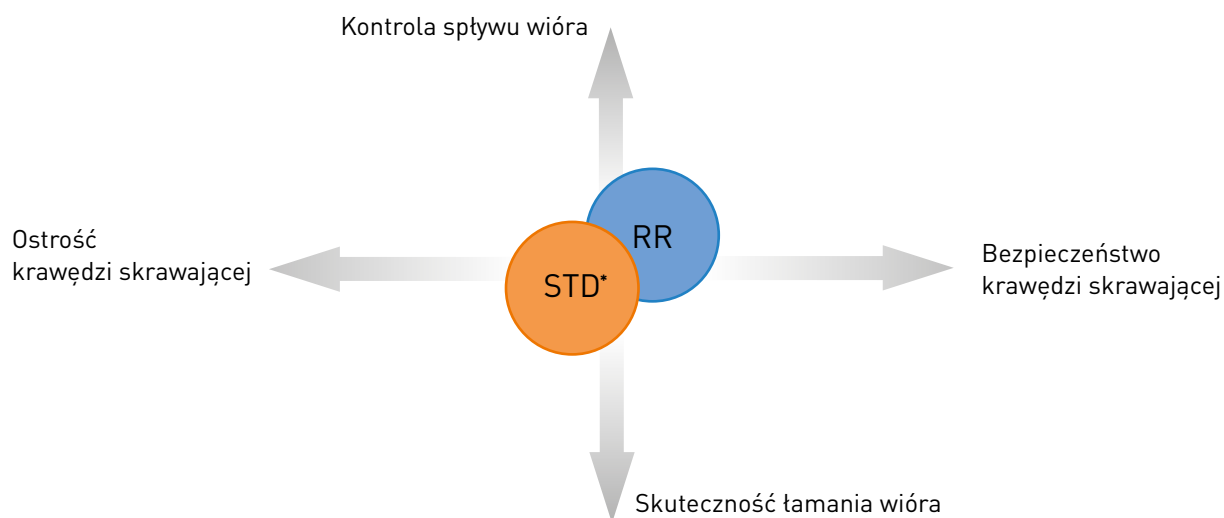 Kontrola spływu wióra
RR
Ostrość
krawędzi skrawającej
Bezpieczeństwo
krawędzi skrawającej
STD*
Skuteczność łamania wióra